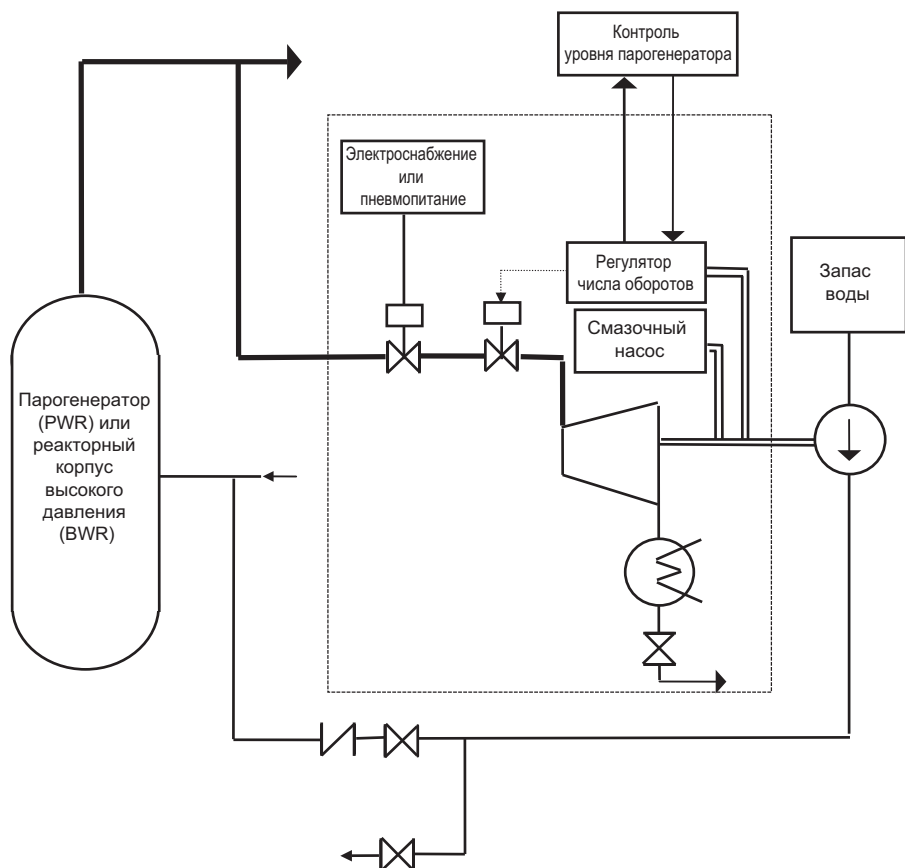 Контроль
уровня парогенератора
Электроснабжение
или
пневмопитание
Регулятор
числа оборотов
Запас
воды
Смазочный
насос
Парогенератор
(PWR) или
реакторный
корпус
высокого
давления
(BWR)